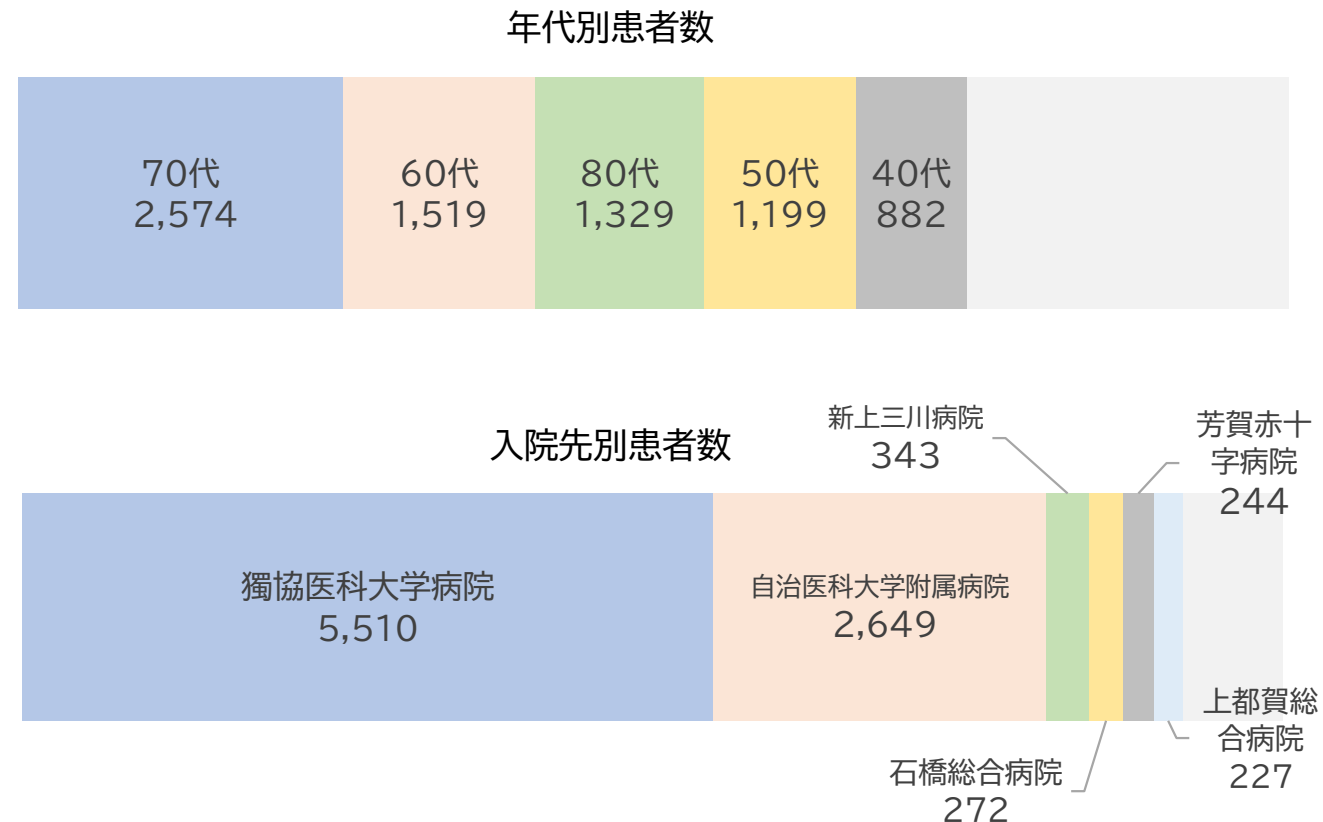 年代別患者数
70代
2,574
60代
1,519
80代
1,329
50代
1,199
40代
882
入院先別患者数
新上三川病院
343
芳賀赤十
字病院
244
獨協医科大学病院
5,510
自治医科大学附属病院
2,649
石橋総合病院
272
上都賀総
合病院
227